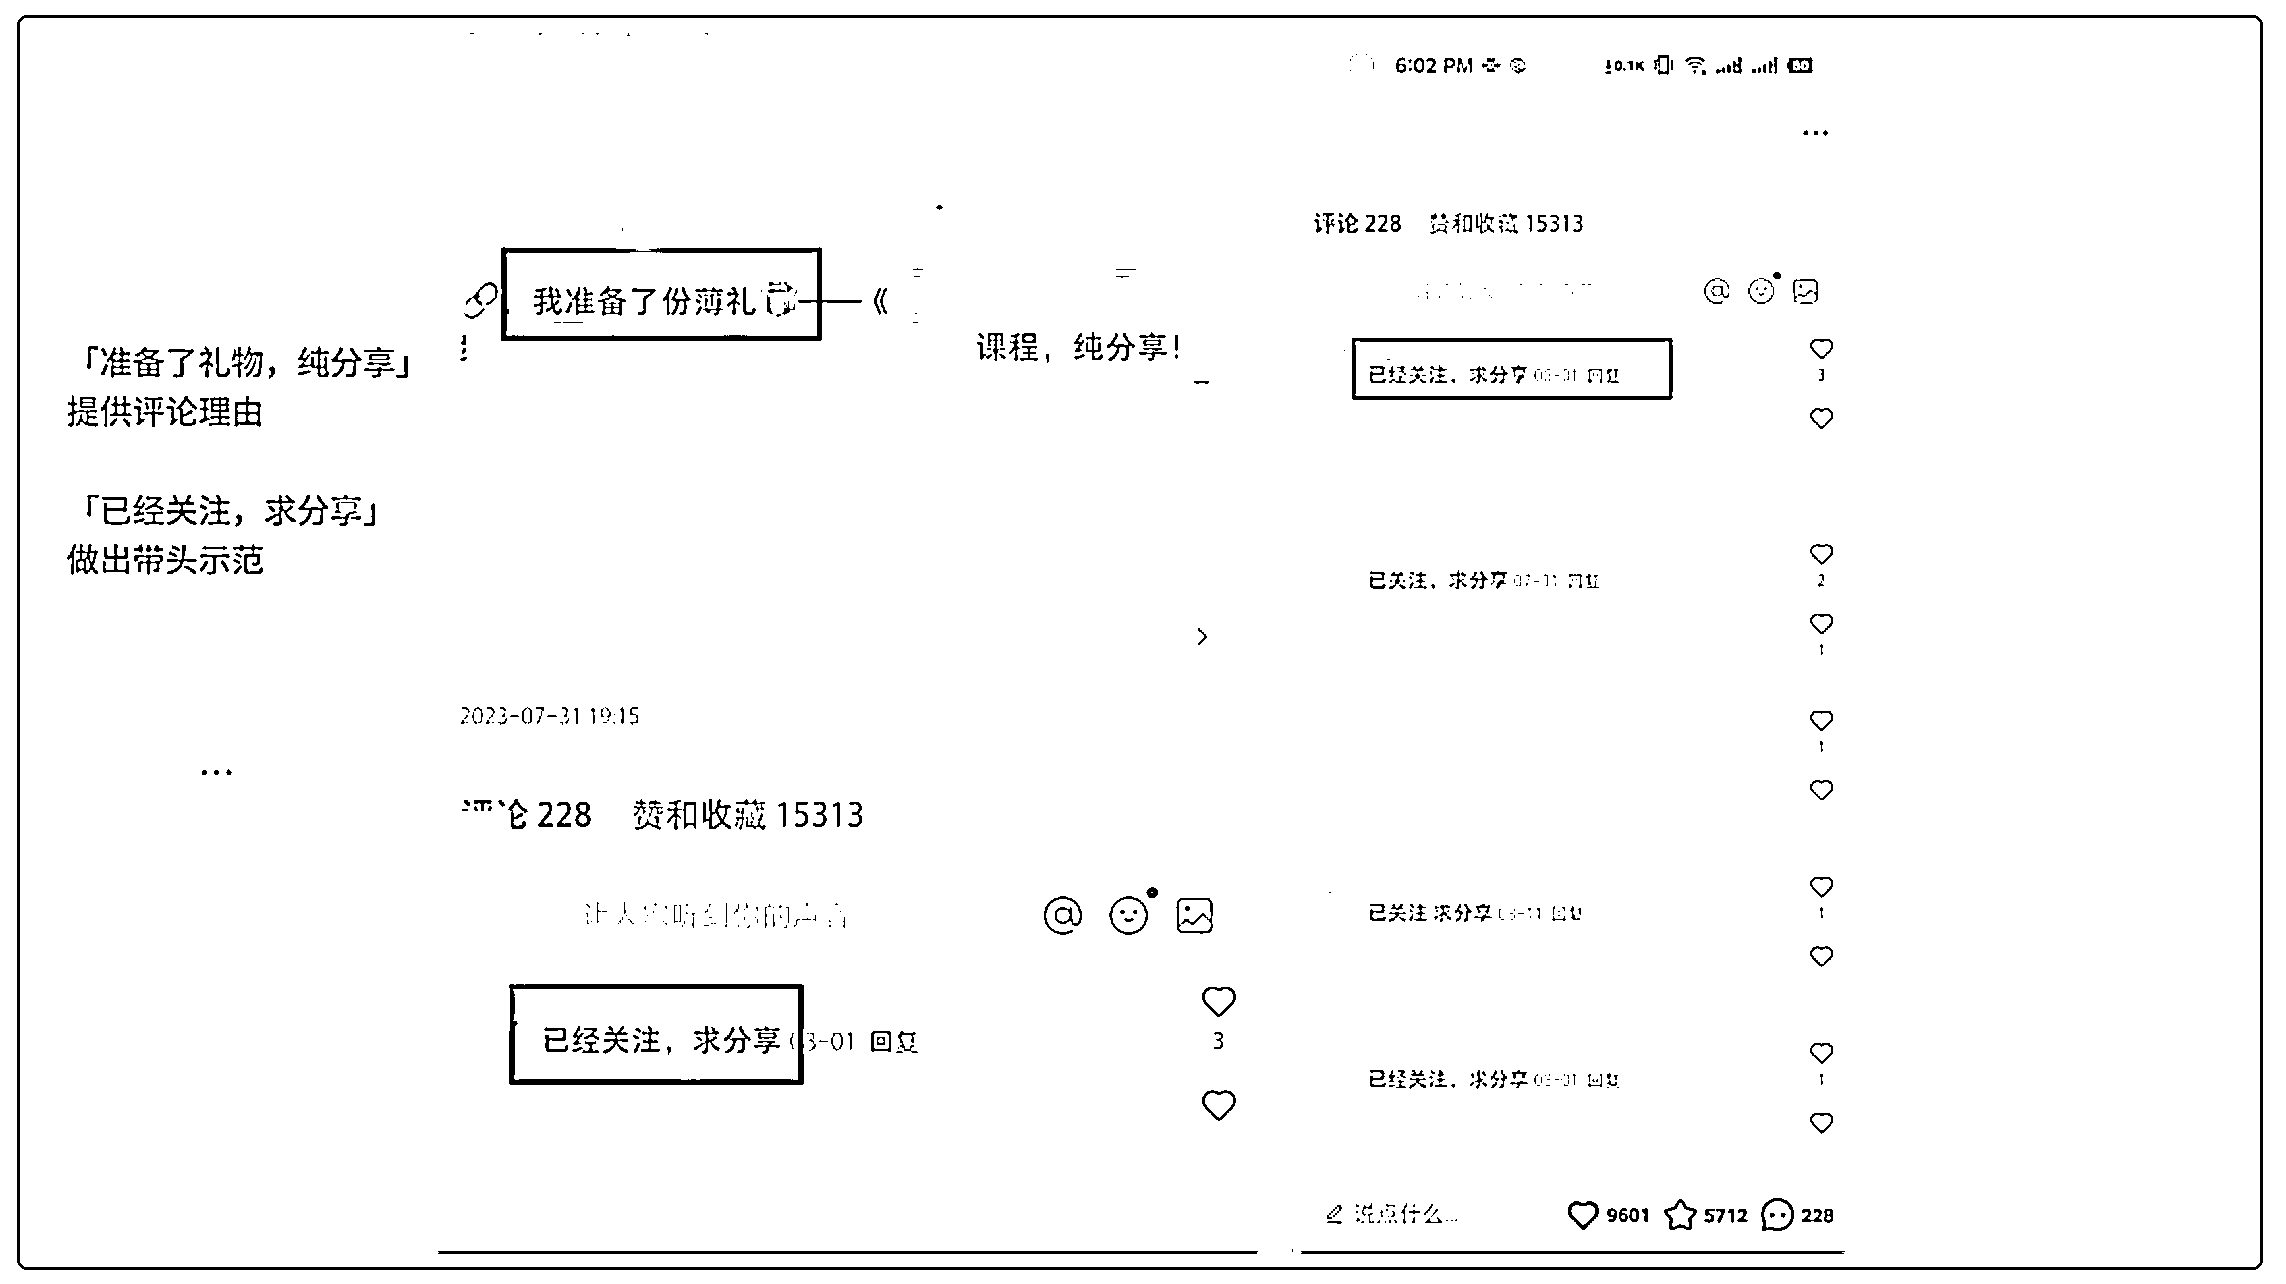 「准备了礼物，纯分享」
提供评论理由
「已经关注，求分享」
做出带头示范
...
我准备了份薄礼
《
课程，纯分享！
2023-07-31 19:15
评论 228 赞和收藏 15313
让大家听到你的声音
已经关注，求分享 03-01 回复
3
6:02 PM
0.1K
80
...
评论 228 赞和收藏 15313
已经关注，求分享 03-01 回复
3
已关注，求分享 回复
2
1
1
已关注 求分享 回复
1
已经关注，求分享 03-01 回复
1
说点什么...
9601 5712 228